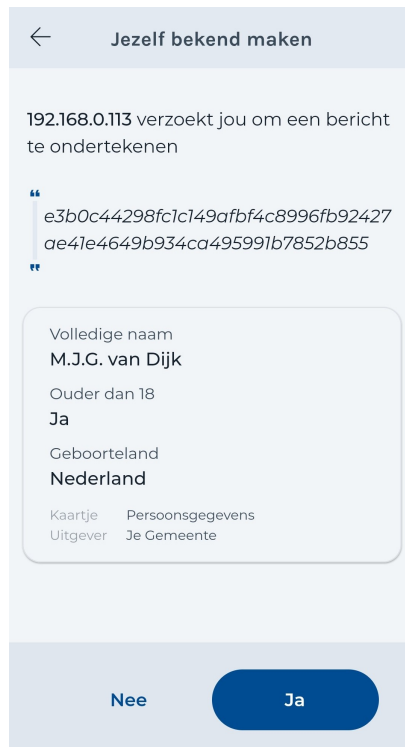 Jezelf bekend maken
192.168.0.113 verzoekt jou om een bericht
te ondertekenen
“
e3b0c44298fc1c149afbf4c8996fb92427
ae41e4649b934ca495991b7852b855
”
Volledige naam
M.J.G. van Dijk
Ouder dan 18
Ja
Geboorteland
Nederland
Kaartje Persoonsgegevens
Uitgever Je Gemeente
Nee Ja